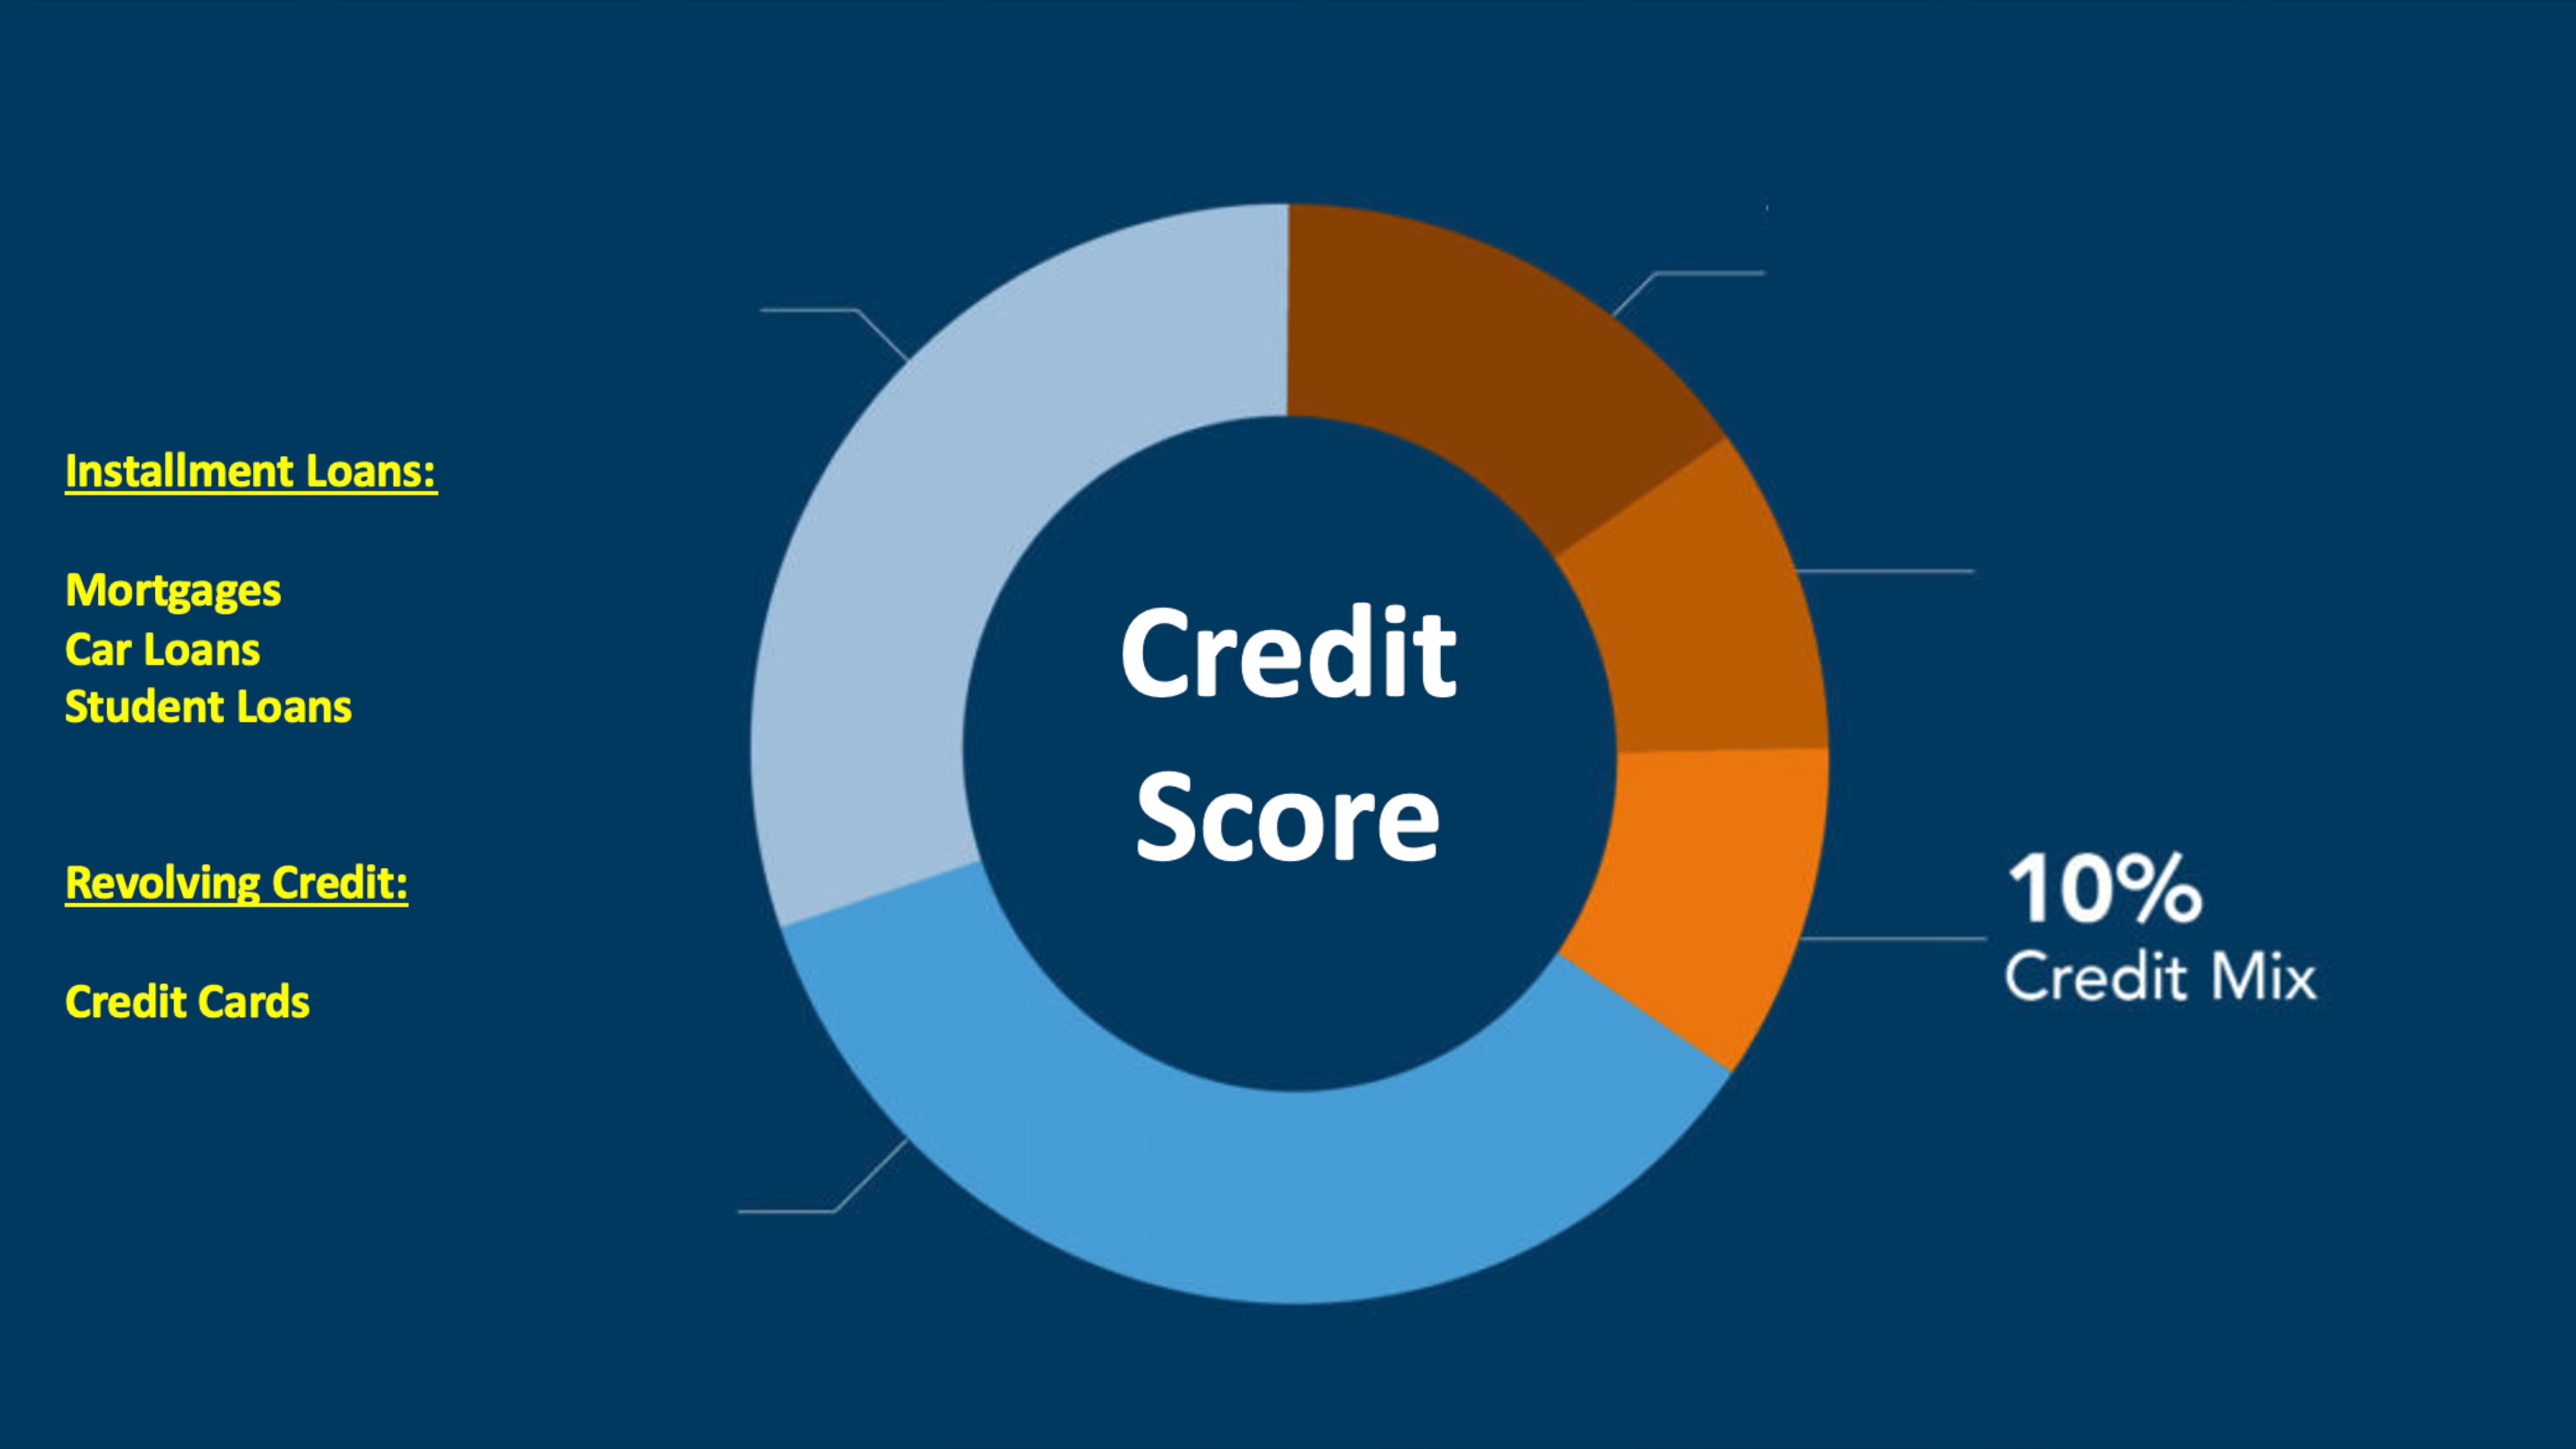 Installment Loans:
Mortgages
Car Loans
Student Loans
Revolving Credit:
Credit Cards
Credit
Score
10%
Credit Mix